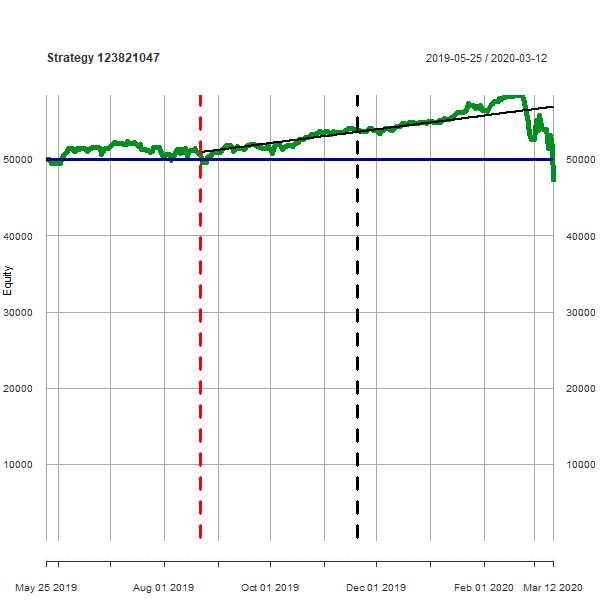 Strategy 123821047
2019-05-25 / 2020-03-12
50000
50000
40000
40000
Equity
30000
30000
20000
20000
10000
10000
May 25 2019
Aug 01 2019
Oct 01 2019
Dec 01 2019
Feb 01 2020
Mar 12 2020